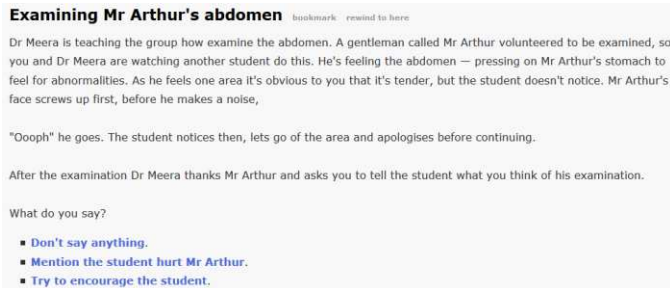 Examining Mr Arthur's abdomen bookmark rewind to here
Dr Meera is teaching the group how examine the abdomen. A gentleman called Mr Arthur volunteered to be examined, so
you and Dr Meera are watching another student do this. He's feeling the abdomen — pressing on Mr Arthur's stomach to
feel for abnormalities. As he feels one area it's obvious to you that it's tender, but the student doesn't notice. Mr Arthur's
face screws up first, before he makes a noise,
"Oooph" he goes. The student notices then, lets go of the area and apologises before continuing.
After the examination Dr Meera thanks Mr Arthur and asks you to tell the student what you think of his examination.
What do you say?
Don't say anything.
Mention the student hurt Mr Arthur.
Try to encourage the student.